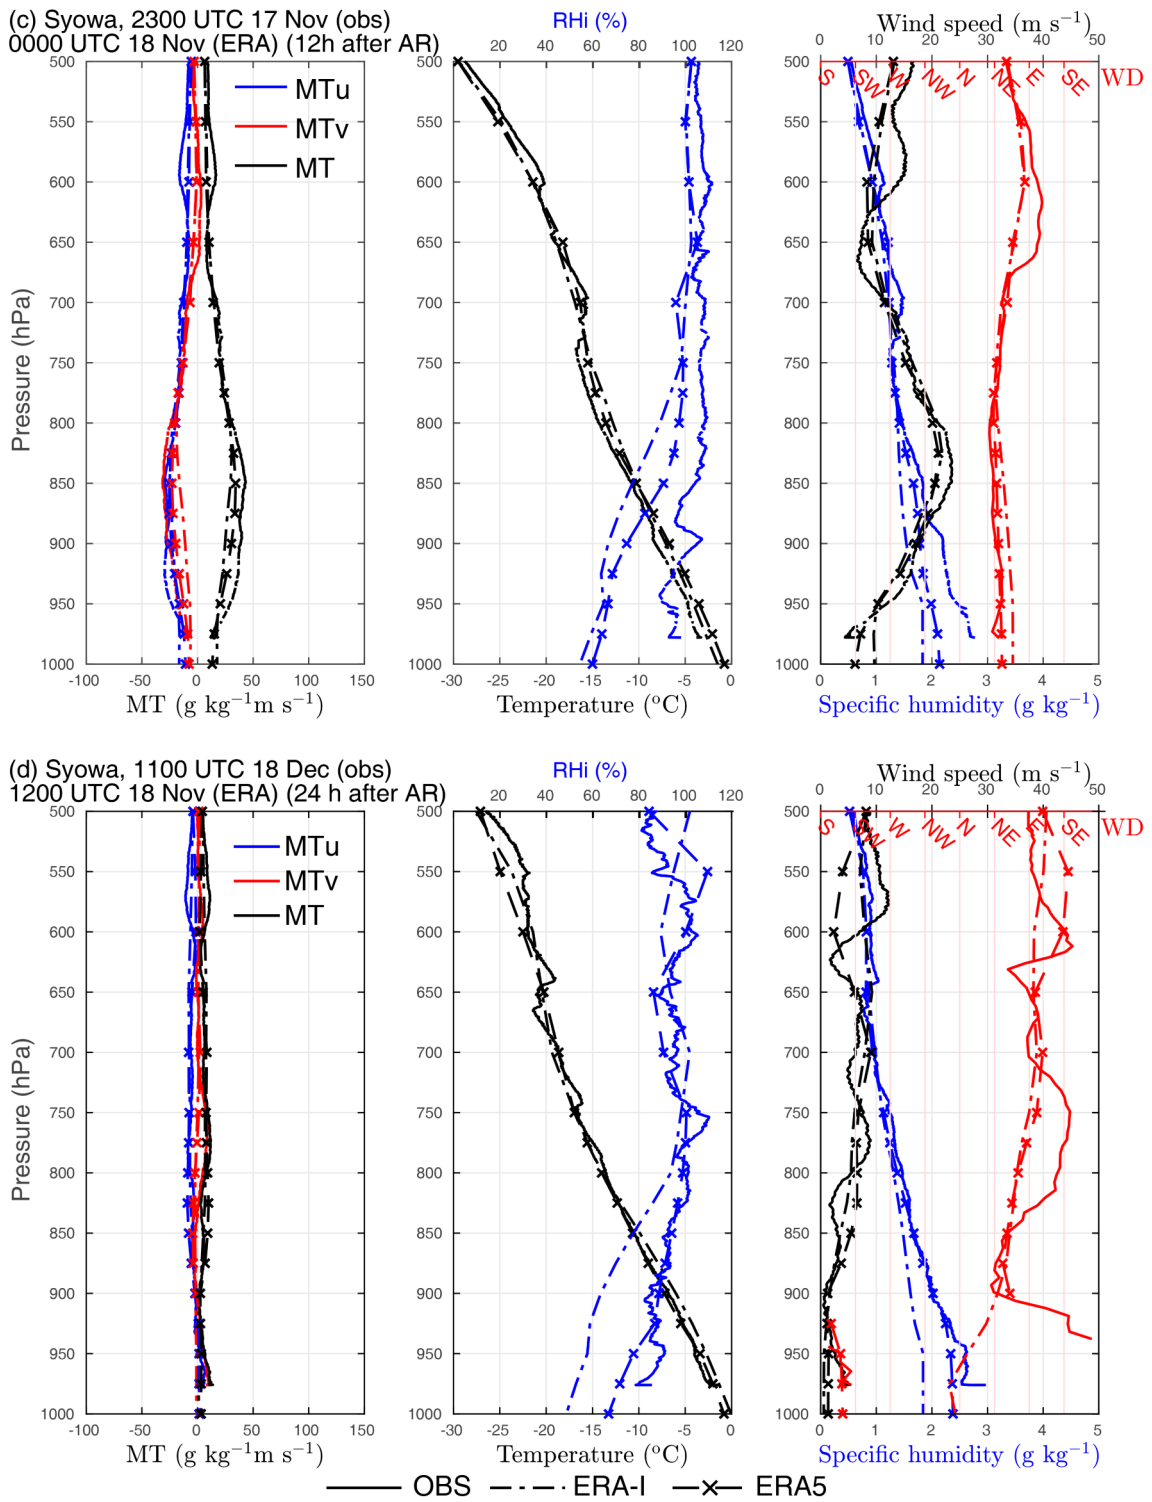 (c) Syowa, 2300 UTC 17 Nov (obs)
0000 UTC 18 Nov (ERA) (12h after AR)
RHi (%)
Wind speed (m s−1)
20 40 60 80 100 120
0 10 20 30 40 50
S SW W NW N NE E SE WD
MTu
MTv
MT
Pressure (hPa)
500
550
600
650
700
750
800
850
900
950
1000
-100 -50 0 50 100 150
-30 -25 -20 -15 -10 -5 0
0 1 2 3 4 5
MT (g kg−1m s−1)
Temperature (oC)
Specific humidity (g kg−1)
(d) Syowa, 1100 UTC 18 Dec (obs)
1200 UTC 18 Nov (ERA) (24 h after AR)
RHi (%)
Wind speed (m s−1)
20 40 60 80 100 120
0 10 20 30 40 50
S SW W NW N NE E SE WD
MTu
MTv
MT
Pressure (hPa)
500
550
600
650
700
750
800
850
900
950
1000
-100 -50 0 50 100 150
-30 -25 -20 -15 -10 -5 0
0 1 2 3 4 5
MT (g kg−1m s−1)
Temperature (oC)
Specific humidity (g kg−1)
OBS ERA-I ERA5